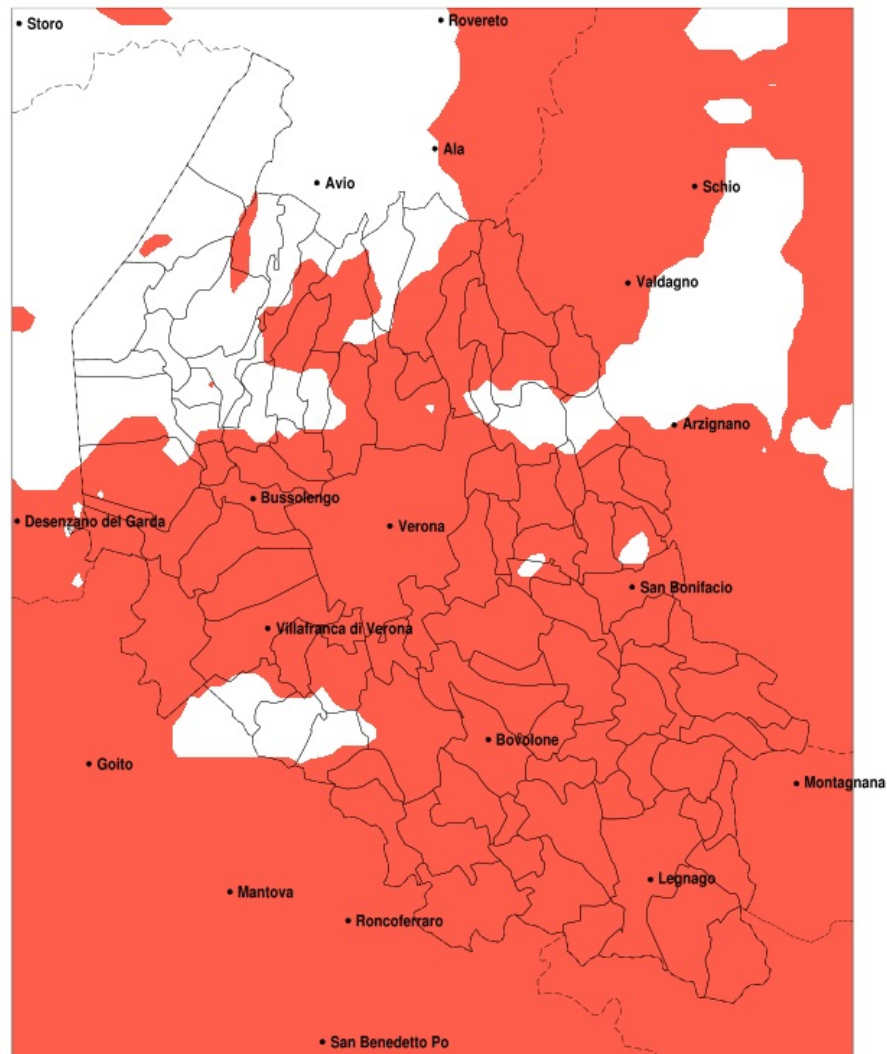 Storo
Rovereto
Ala
Avio
Schio
Valdagno
Arzignano
Bussolengo
Desenzano del Garda
Verona
San Bonifacio
Villafranca di Verona
Bovolone
Goito
Montagnana
Legnago
Mantova
Roncoferraro
San Benedetto Po